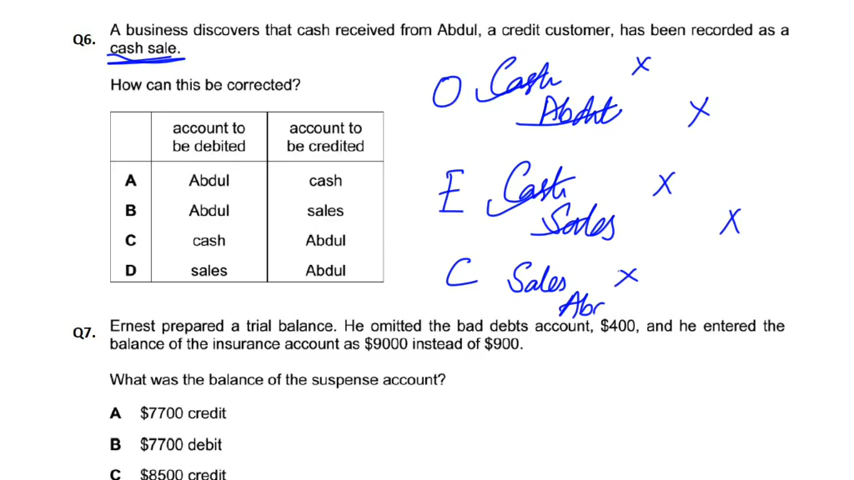 Q6. A business discovers that cash received from Abdul, a credit customer, has been recorded as a
cash sale.
How can this be corrected?
account to be debited account to be credited
A Abdul cash
B Abdul sales
C cash Abdul
D sales Abdul
O Cash x
Abdul x
E Cash x
Sales x
C Sales x
Abr
Q7. Ernest prepared a trial balance. He omitted the bad debts account, $400, and he entered the
balance of the insurance account as $9000 instead of $900.
What was the balance of the suspense account?
A $7700 credit
B $7700 debit
C $8500 credit